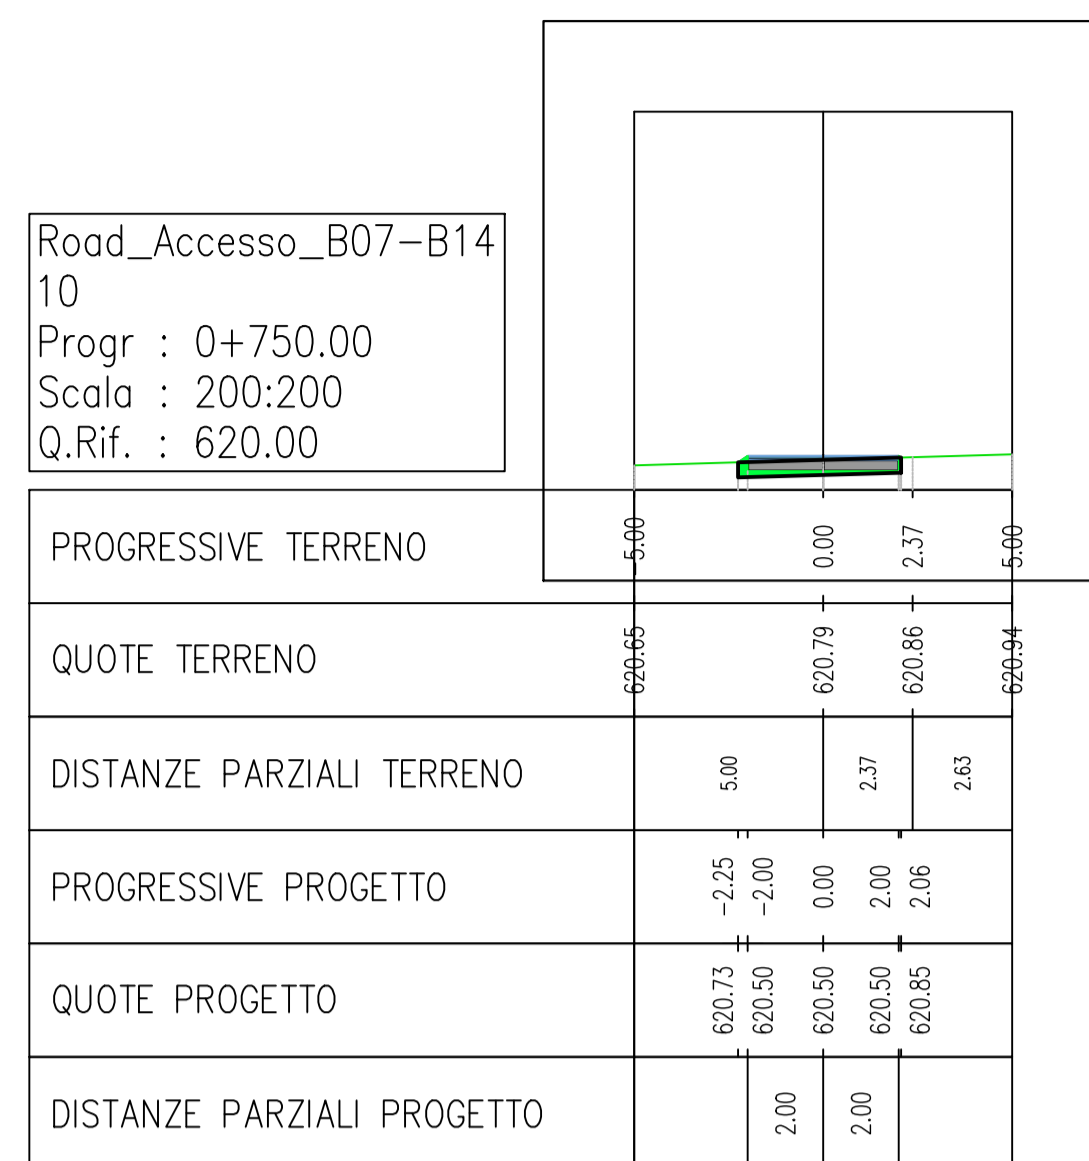 Road_Accesso_B07-B14
10
Progr : 0+750.00
Scala : 200:200
Q.Rif. : 620.00
PROGRESSIVE TERRENO -5.00 0.00 2.37 5.00
QUOTE TERRENO 620.65 620.79 620.86 620.94
DISTANZE PARZIALI TERRENO 5.00 2.37 2.63
PROGRESSIVE PROGETTO -2.25 -2.00 0.00 2.00 2.06
QUOTE PROGETTO 620.73 620.50 620.50 620.50 620.85
DISTANZE PARZIALI PROGETTO 2.00 2.00